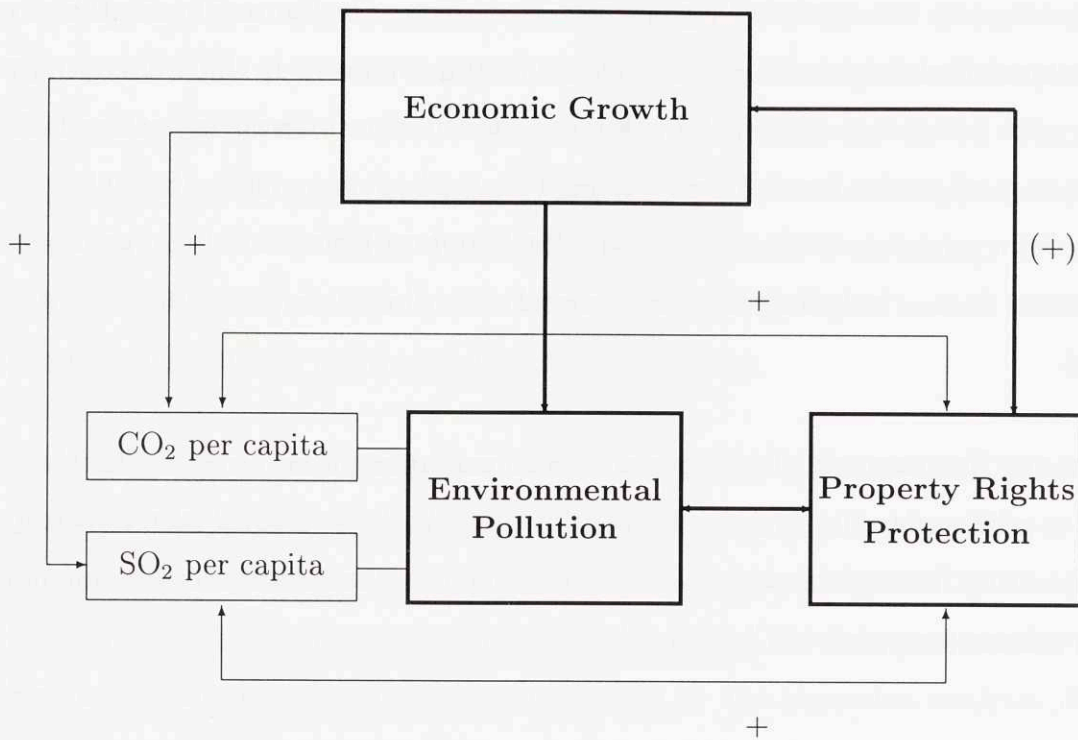 Economic Growth
+
+
(+)
+
CO₂ per capita
Environmental
Pollution
Property Rights
Protection
SO₂ per capita
+